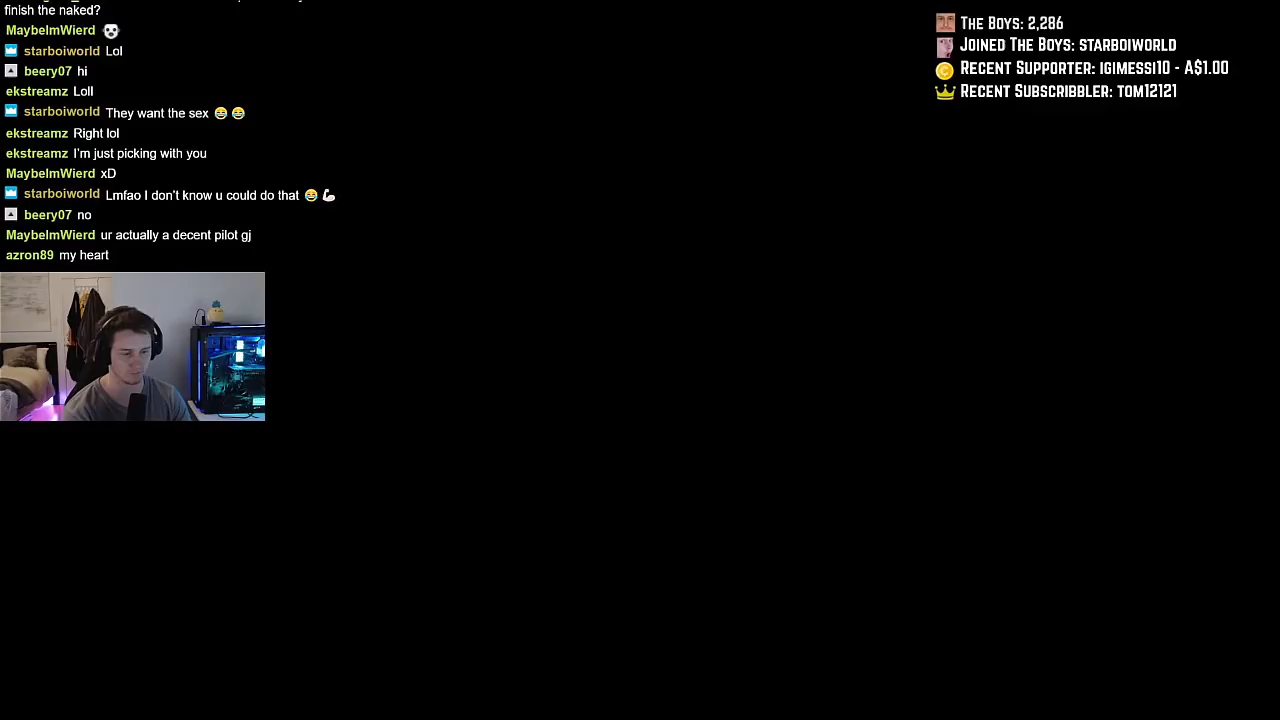 finish the naked?
MaybeImWierd
starboiworld Lol
beery07 hi
ekstreamz Loll
starboiworld They want the sex 😂 😂
ekstreamz Right lol
ekstreamz I'm just picking with you
MaybeImWierd xD
starboiworld Lmfao I don't know u could do that 😂 💪
beery07 no
MaybeImWierd ur actually a decent pilot gj
azron89 my heart
The Boys: 2,286
Joined The Boys: starboiworld
Recent Supporter: igimessi10 - A$1.00
Recent Subscribbler: tom12121